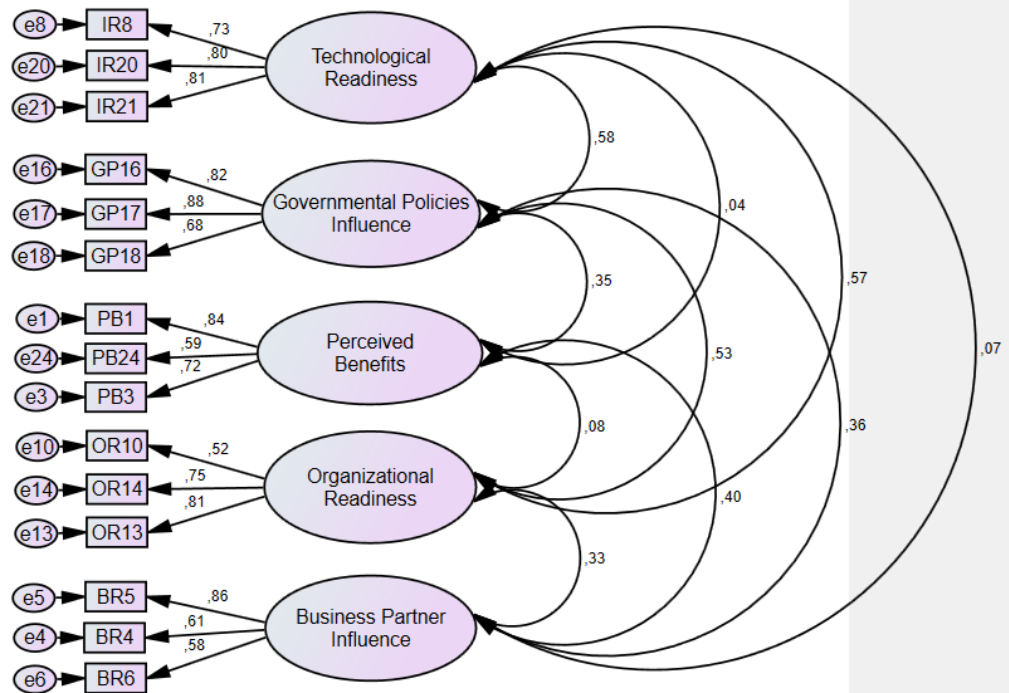 e8 IR8 ,73
e20 IR20 ,80
e21 IR21 ,81
Technological
Readiness
,58
e16 GP16 ,82
e17 GP17 ,88
e18 GP18 ,68
Governmental Policies
Influence
,04
,35
,57
e1 PB1 ,84
e24 PB24 ,59
e3 PB3 ,72
Perceived
Benefits
,53
,07
,08
,36
e10 OR10 ,52
e14 OR14 ,75
e13 OR13 ,81
Organizational
Readiness
,40
,33
e5 BR5 ,86
e4 BR4 ,61
e6 BR6 ,58
Business Partner
Influence